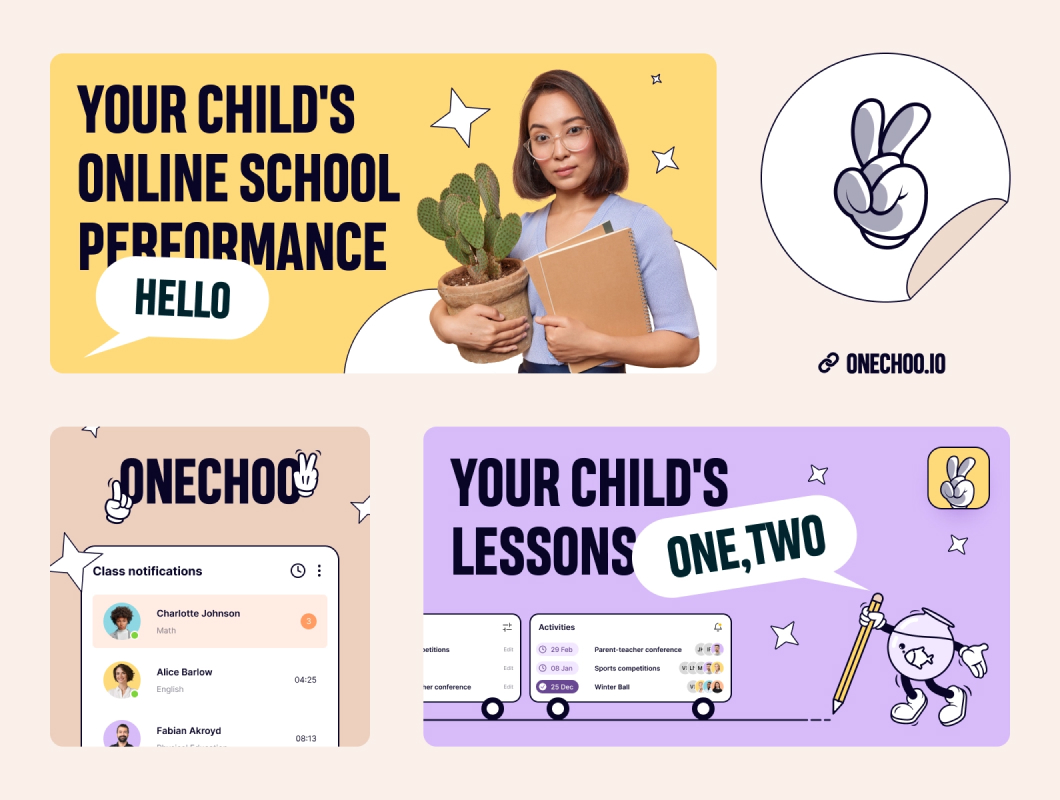 YOUR CHILD'S
ONLINE SCHOOL
PERFORMANCE
HELLO
ONECHOO.IO
ONECHOO
Class notifications
Charlotte Johnson
Math
3
Alice Barlow
English
04:25
Fabian Akroyd
08:13
Physical Education
YOUR CHILD'S
LESSONS
ONE,TWO
Edit
Edit
Edit
Activities
29 Feb
Parent-teacher conference
08 Jan
Sports competitions
25 Dec
Winter Ball